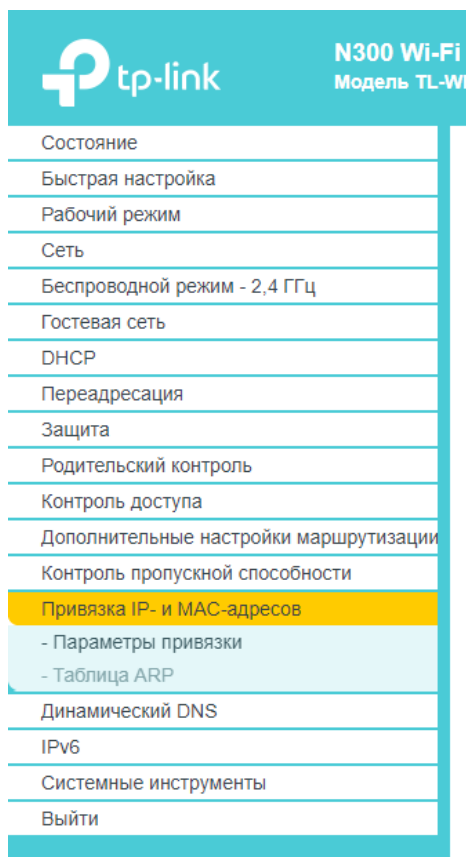 tp-link
N300 Wi-Fi
Модель TL-W
Состояние
Быстрая настройка
Рабочий режим
Сеть
Беспроводной режим - 2,4 ГГц
Гостевая сеть
DHCP
Переадресация
Защита
Родительский контроль
Контроль доступа
Дополнительные настройки маршрутизации
Контроль пропускной способности
Привязка IP- и MAC-адресов
- Параметры привязки
- Таблица ARP
Динамический DNS
IPv6
Системные инструменты
Выйти